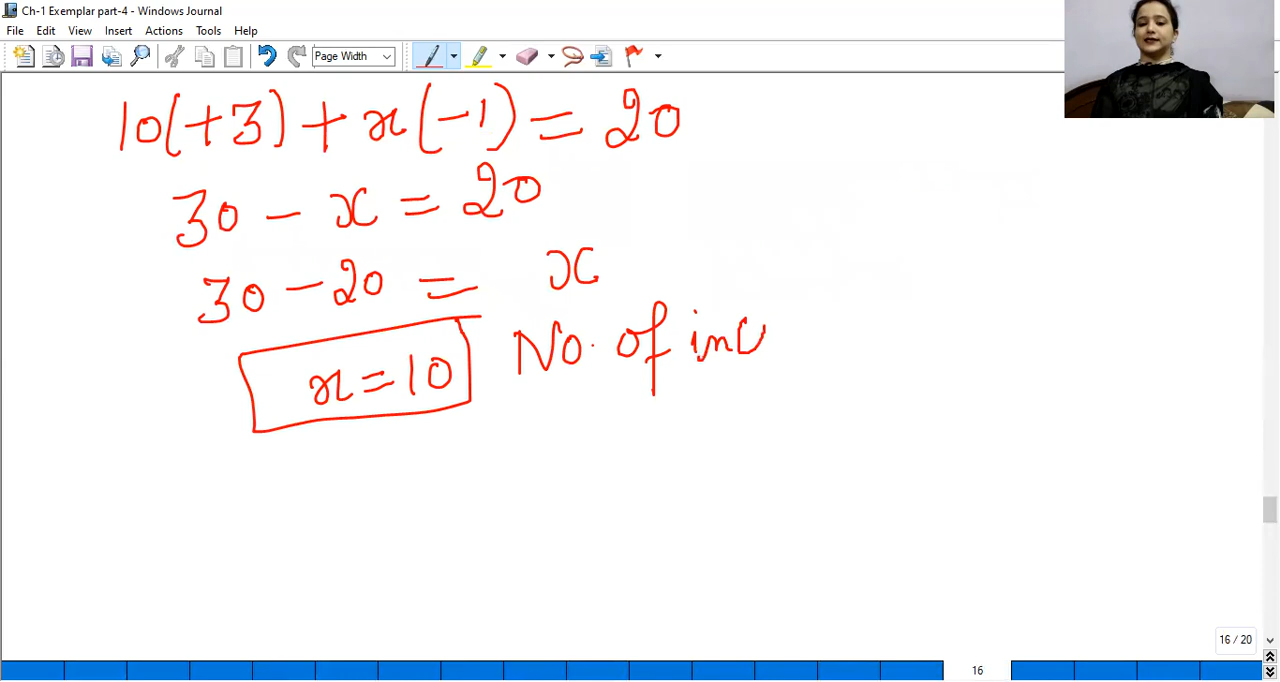 Ch-1 Exemplar part-4 - Windows Journal
File Edit View Insert Actions Tools Help
Page Width
10(+3) + x(-1) = 20
30 - x = 20
30 - 20 = x
x = 10
No. of inc
16 / 20
16